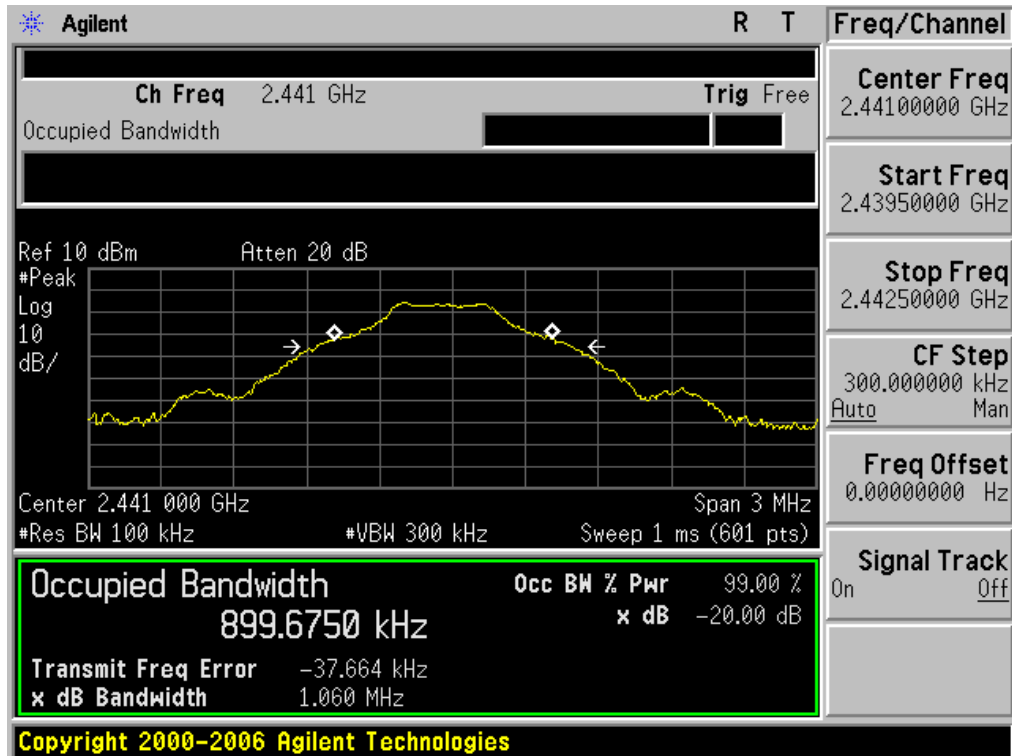 Agilent R T
Ch Freq 2.441 GHz Trig Free
Occupied Bandwidth
Ref 10 dBm Atten 20 dB
#Peak
Log
10
dB/
Center 2.441 000 GHz Span 3 MHz
#Res BW 100 kHz #VBW 300 kHz Sweep 1 ms (601 pts)
Occupied Bandwidth Occ BW % Pwr 99.00 %
899.6750 kHz x dB -20.00 dB
Transmit Freq Error -37.664 kHz
x dB Bandwidth 1.060 MHz
Copyright 2000-2006 Agilent Technologies
Freq/Channel
Center Freq
2.44100000 GHz
Start Freq
2.43950000 GHz
Stop Freq
2.44250000 GHz
CF Step
300.000000 kHz
Auto Man
Freq Offset
0.00000000 Hz
Signal Track
On Off